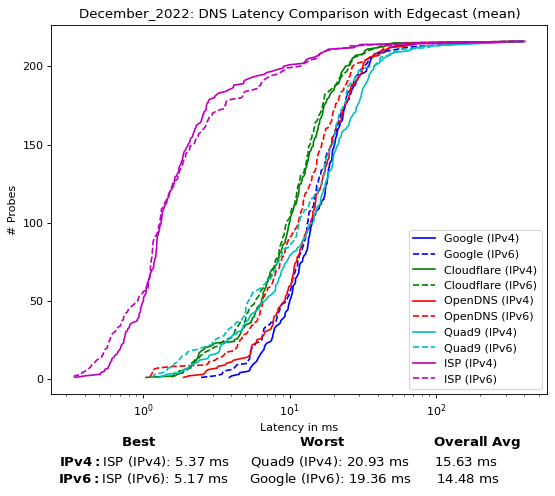 December_2022: DNS Latency Comparison with Edgecast (mean)
200
150
100
50
0
# Probes
Google (IPv4)
Google (IPv6)
Cloudflare (IPv4)
Cloudflare (IPv6)
OpenDNS (IPv4)
OpenDNS (IPv6)
Quad9 (IPv4)
Quad9 (IPv6)
ISP (IPv4)
ISP (IPv6)
10⁰ 10¹ 10²
Latency in ms
Best Worst Overall Avg
IPv4: ISP (IPv4): 5.37 ms Quad9 (IPv4): 20.93 ms 15.63 ms
IPv6: ISP (IPv6): 5.17 ms Google (IPv6): 19.36 ms 14.48 ms